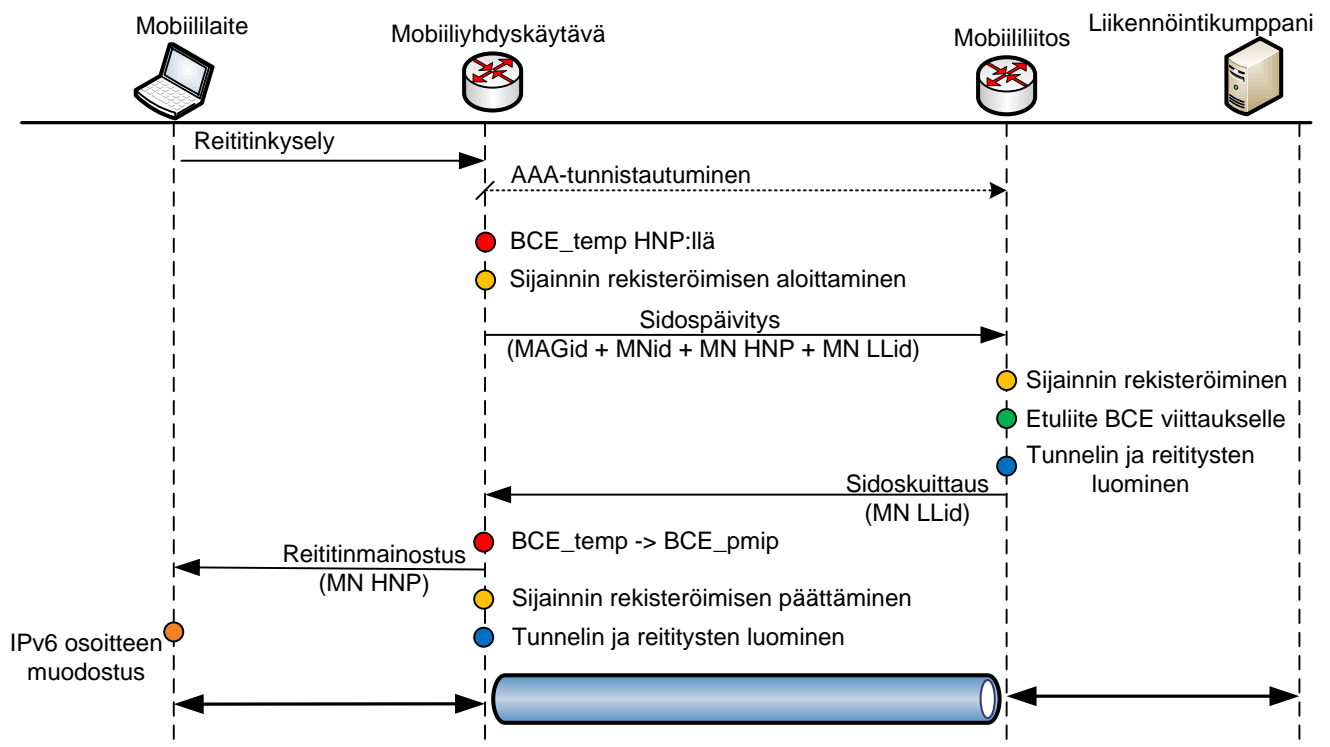 Mobiililaite
Mobiiliyhdyskäytävä
Mobiililiitos
Liikennöintikumppani
Reititinkysely
AAA-tunnistautuminen
BCE_temp HNP:llä
Sijainnin rekisteröimisen aloittaminen
Sidospäivitys
(MAGid + MNid + MN HNP + MN LLid)
Sijainnin rekisteröiminen
Etuliite BCE viittaukselle
Tunnelin ja reititysten
luominen
Sidoskuittaus
(MN LLid)
BCE_temp -> BCE_pmip
Reititinmainostus
(MN HNP)
Sijainnin rekisteröimisen päättäminen
Tunnelin ja reititysten luominen
IPv6 osoitteen
muodostus